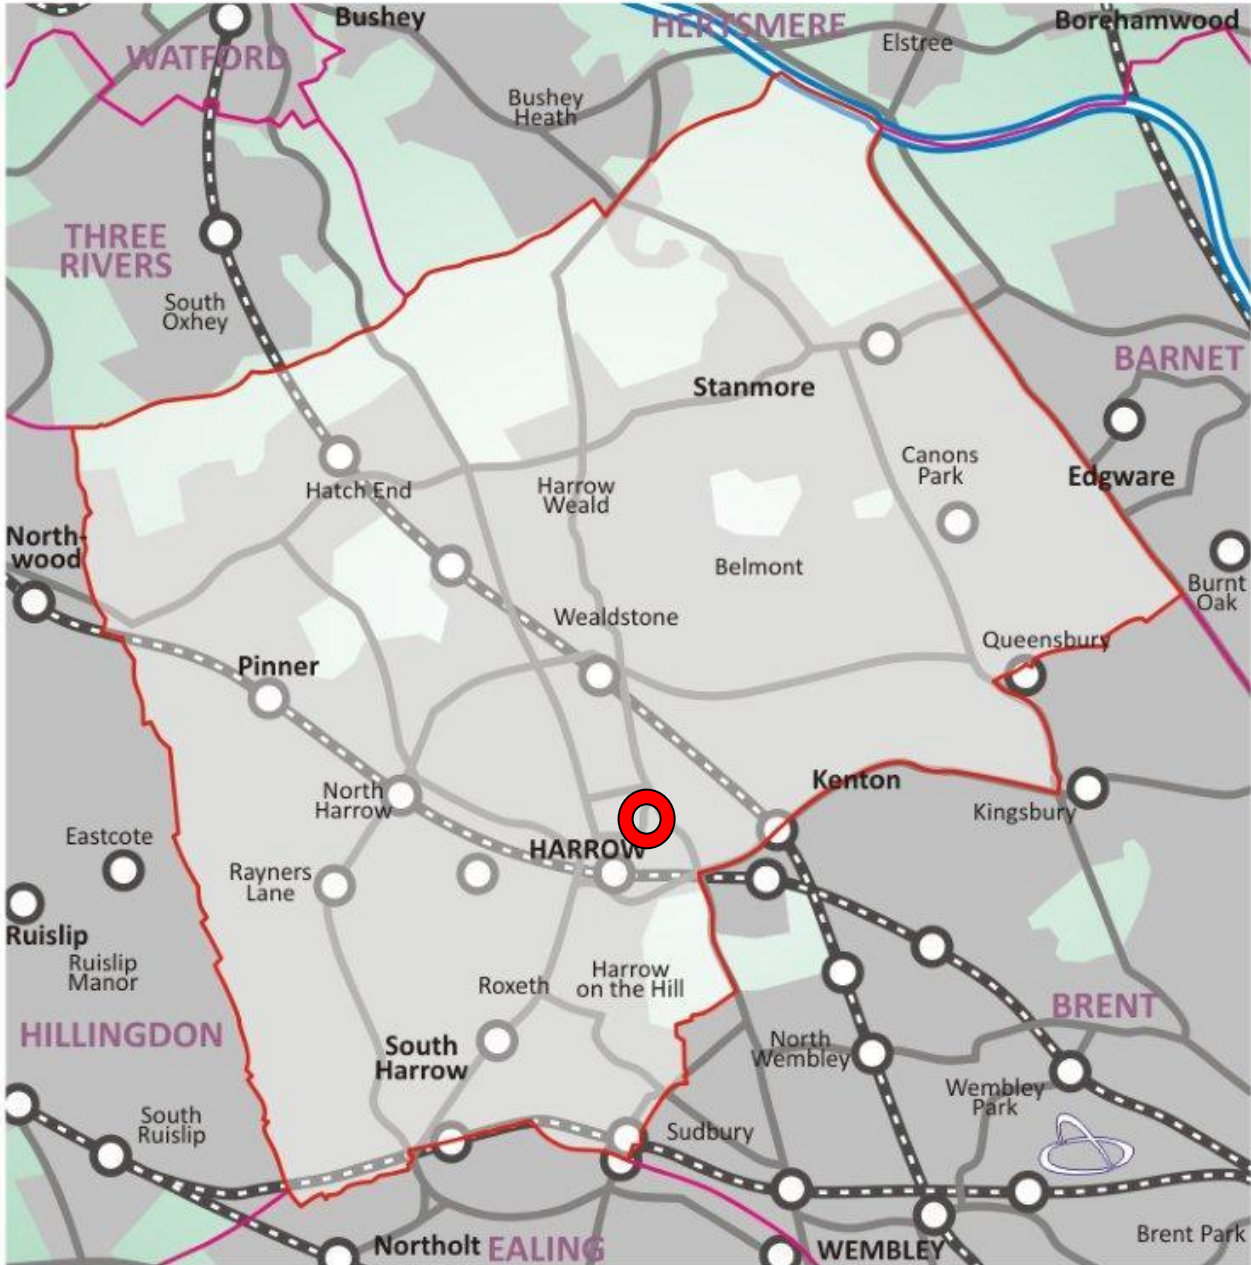 Bushey
HERTSMERE
Borehamwood
WATFORD
Elstree
Bushey
Heath
THREE
RIVERS
South
Oxhey
BARNET
Stanmore
Canons
Park
Edgware
Hatch End
Harrow
Weald
North-
wood
Belmont
Burnt
Oak
Wealdstone
Queensbury
Pinner
Kenton
North
Harrow
Kingsbury
Eastcote
HARROW
Rayners
Lane
Ruislip
Ruislip
Manor
Roxeth
Harrow
on the Hill
BRENT
HILLINGDON
South
Harrow
North
Wembley
Wembley
Park
South
Ruislip
Sudbury
Brent Park
Northolt
EALING
WEMBLEY